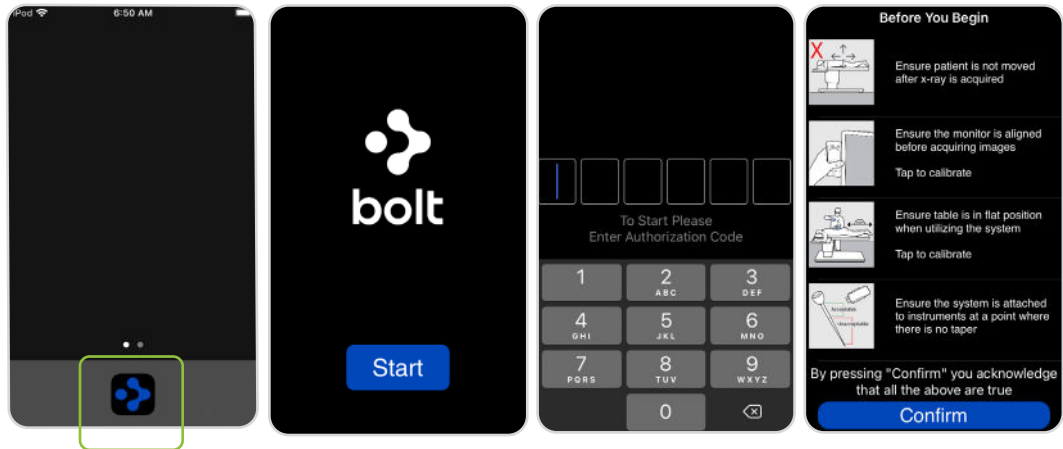 iPod 6:50 AM
bolt
Start
To Start Please
Enter Authorization Code
1 2 3
ABC DEF
4 5 6
GHI JKL MNO
7 8 9
PQRS TUV WXYZ
0
Before You Begin
X
Ensure patient is not moved
after x-ray is acquired
Ensure the monitor is aligned
before acquiring images
Tap to calibrate
Ensure table is in flat position
when utilizing the system
Tap to calibrate
Acceptable
Unacceptable
Ensure the system is attached
to instruments at a point where
there is no taper
By pressing "Confirm" you acknowledge
that all the above are true
Confirm